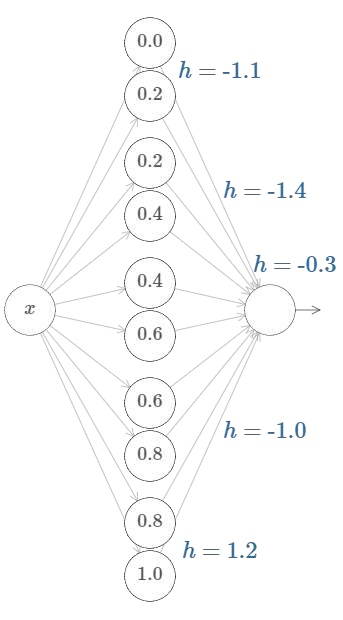 0.0
h = -1.1
0.2
0.2
h = -1.4
0.4
h = -0.3
0.4
x
0.6
0.6
h = -1.0
0.8
0.8
h = 1.2
1.0